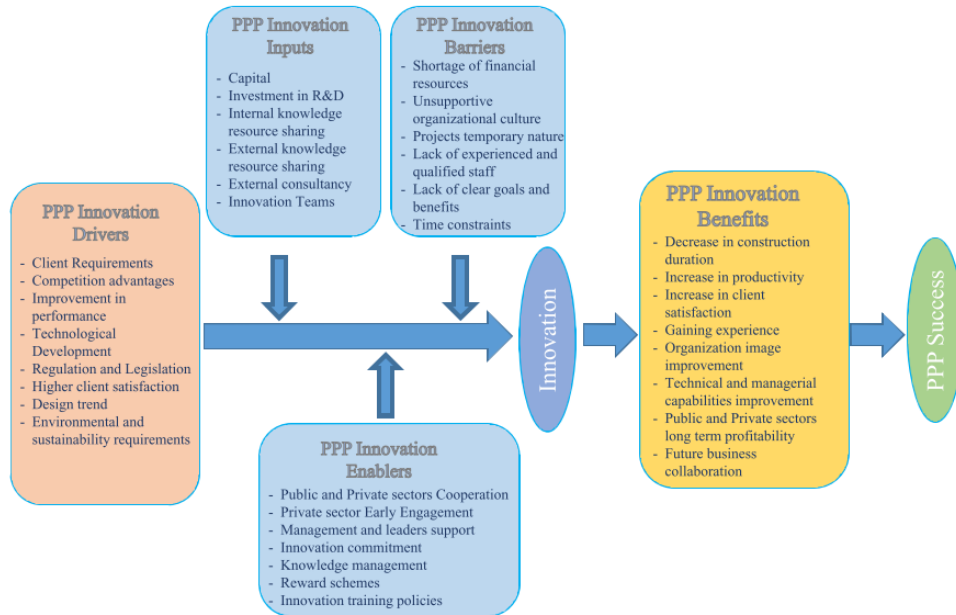 PPP Innovation
Inputs
- Capital
- Investment in R&D
- Internal knowledge
resource sharing
- External knowledge
resource sharing
- External consultancy
- Innovation Teams
PPP Innovation
Barriers
- Shortage of financial
resources
- Unsupportive
organizational culture
- Projects temporary nature
- Lack of experienced and
qualified staff
- Lack of clear goals and
benefits
- Time constraints
PPP Innovation
Drivers
- Client Requirements
- Competition advantages
- Improvement in
performance
- Technological
Development
- Regulation and Legislation
- Higher client satisfaction
- Design trend
- Environmental and
sustainability requirements
PPP Innovation
Enablers
- Public and Private sectors Cooperation
- Private sector Early Engagement
- Management and leaders support
- Innovation commitment
- Knowledge management
- Reward schemes
- Innovation training policies
Innovation
PPP Innovation
Benefits
- Decrease in construction
duration
- Increase in productivity
- Increase in client
satisfaction
- Gaining experience
- Organization image
improvement
- Technical and managerial
capabilities improvement
- Public and Private sectors
long term profitability
- Future business
collaboration
PPP Success